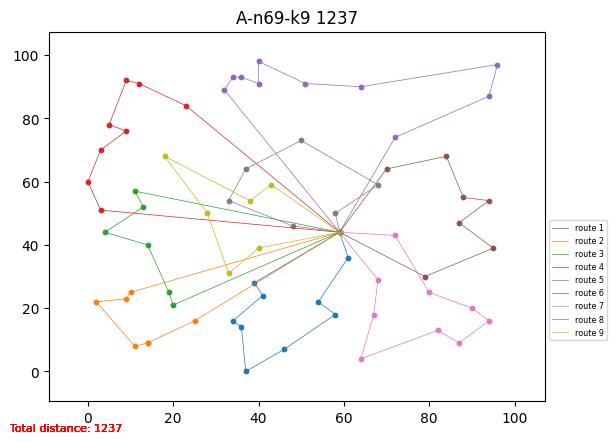 A-n69-k9 1237
100
80
60
40
20
0
0 20 40 60 80 100
route 1
route 2
route 3
route 4
route 5
route 6
route 7
route 8
route 9
Total distance: 1237